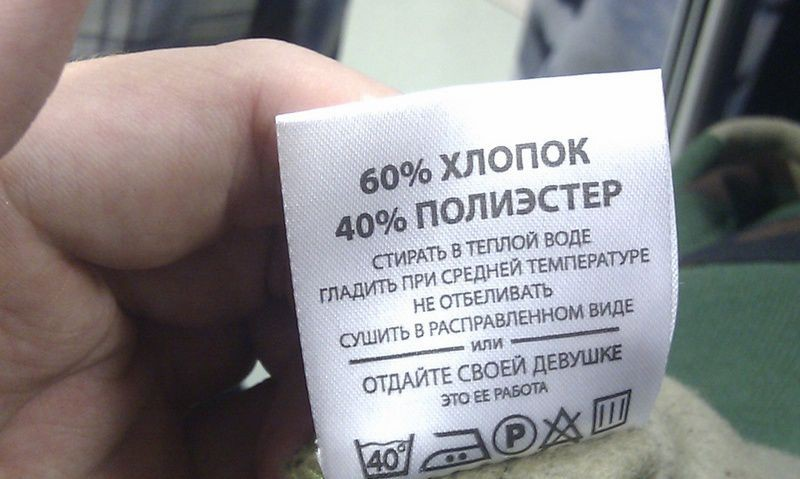 60% ХЛОПОК
40% ПОЛИЭСТЕР
СТИРАТЬ В ТЕПЛОЙ ВОДЕ
ГЛАДИТЬ ПРИ СРЕДНЕЙ ТЕМПЕРАТУРЕ
НЕ ОТБЕЛИВАТЬ
СУШИТЬ В РАСПРАВЛЕННОМ ВИДЕ
ИЛИ
ОТДАЙТЕ СВОЕЙ ДЕВУШКЕ
ЭТО ЕЕ РАБОТА
40° P